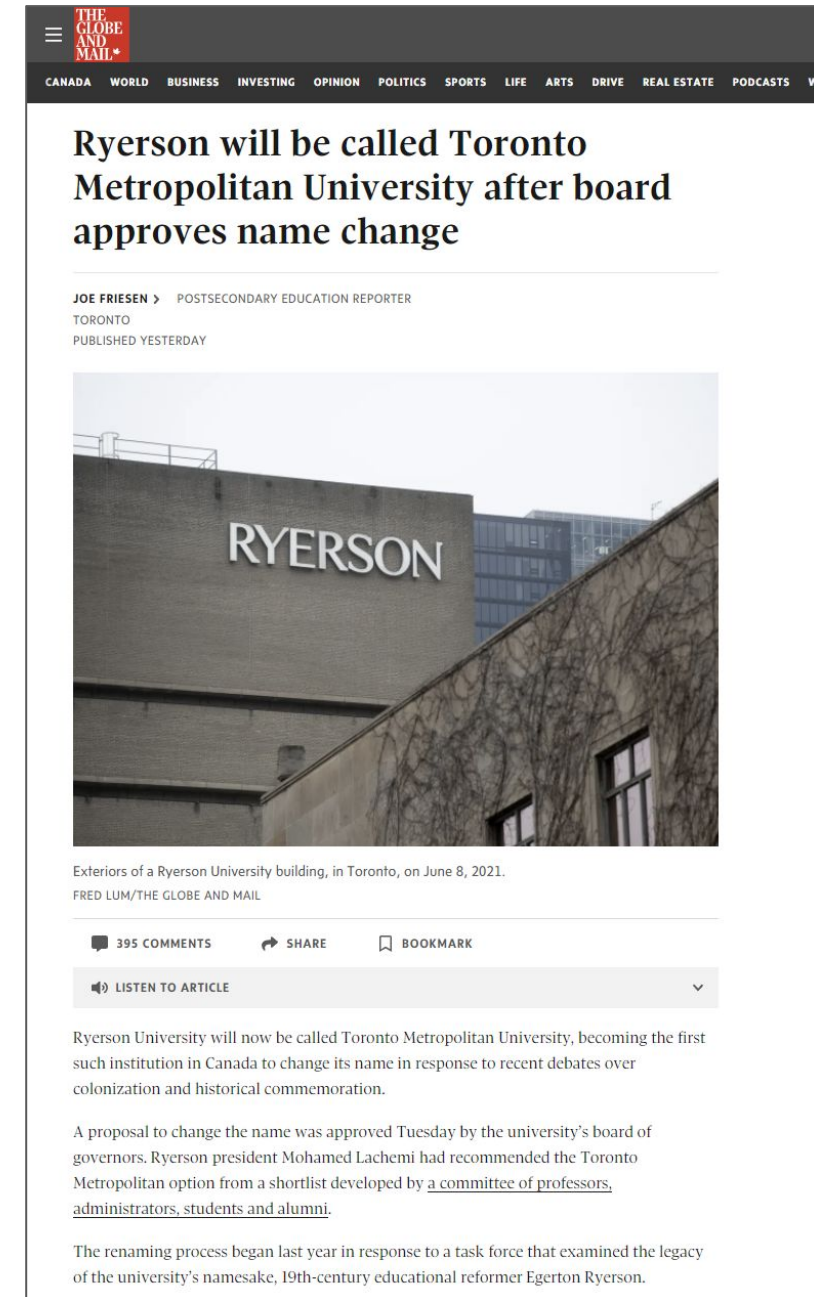 THE
GLOBE
AND
MAIL
CANADA WORLD BUSINESS INVESTING OPINION POLITICS SPORTS LIFE ARTS DRIVE REAL ESTATE PODCASTS
Ryerson will be called Toronto
Metropolitan University after board
approves name change
JOE FRIESEN > POSTSECONDARY EDUCATION REPORTER
TORONTO
PUBLISHED YESTERDAY
RYERSON
Exteriors of a Ryerson University building, in Toronto, on June 8, 2021.
FRED LUM/THE GLOBE AND MAIL
395 COMMENTS SHARE BOOKMARK
LISTEN TO ARTICLE
Ryerson University will now be called Toronto Metropolitan University, becoming the first
such institution in Canada to change its name in response to recent debates over
colonization and historical commemoration.
A proposal to change the name was approved Tuesday by the university’s board of
governors. Ryerson president Mohamed Lachemi had recommended the Toronto
Metropolitan option from a shortlist developed by a committee of professors,
administrators, students and alumni.
The renaming process began last year in response to a task force that examined the legacy
of the university’s namesake, 19th-century educational reformer Egerton Ryerson.